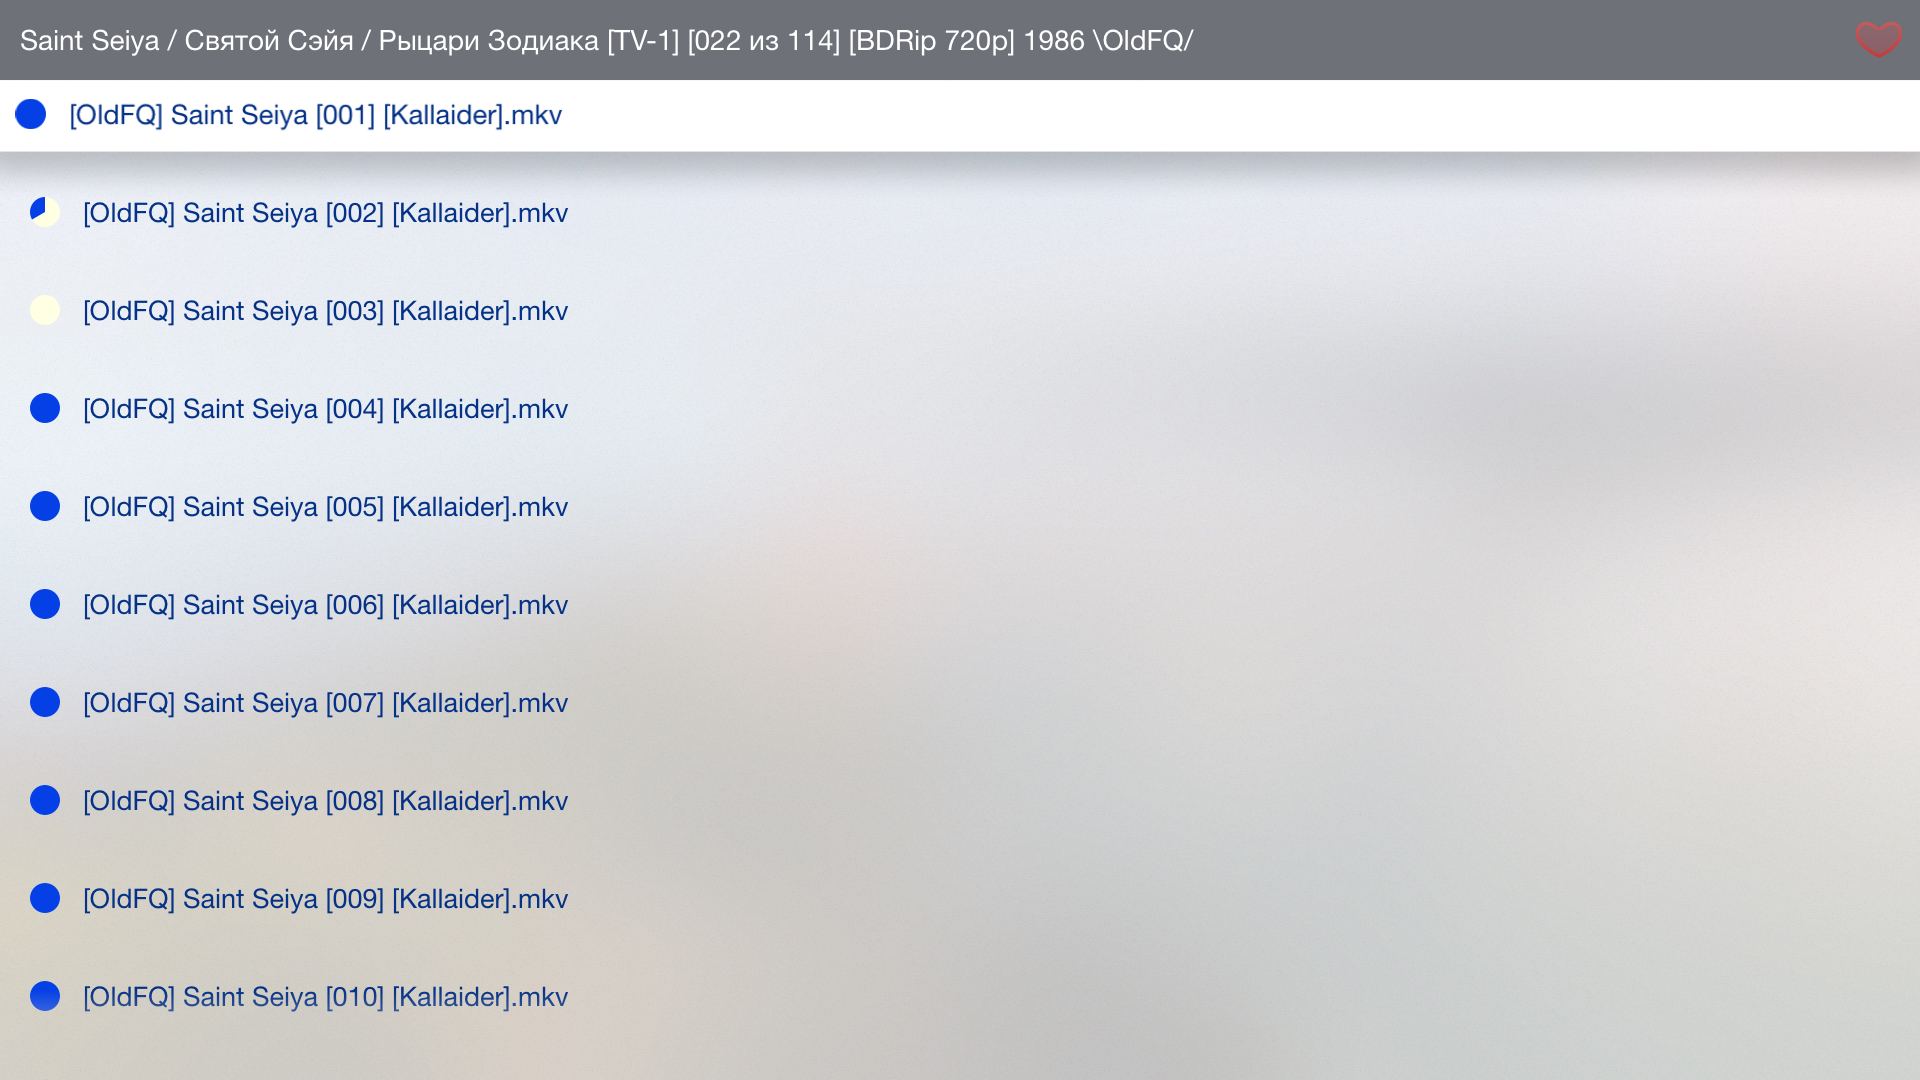 Saint Seiya / Святой Сэйя / Рыцари Зодиака [TV-1] [022 из 114] [BDRip 720p] 1986 \OldFQ/
[OldFQ] Saint Seiya [001] [Kallaider].mkv
[OldFQ] Saint Seiya [002] [Kallaider].mkv
[OldFQ] Saint Seiya [003] [Kallaider].mkv
[OldFQ] Saint Seiya [004] [Kallaider].mkv
[OldFQ] Saint Seiya [005] [Kallaider].mkv
[OldFQ] Saint Seiya [006] [Kallaider].mkv
[OldFQ] Saint Seiya [007] [Kallaider].mkv
[OldFQ] Saint Seiya [008] [Kallaider].mkv
[OldFQ] Saint Seiya [009] [Kallaider].mkv
[OldFQ] Saint Seiya [010] [Kallaider].mkv